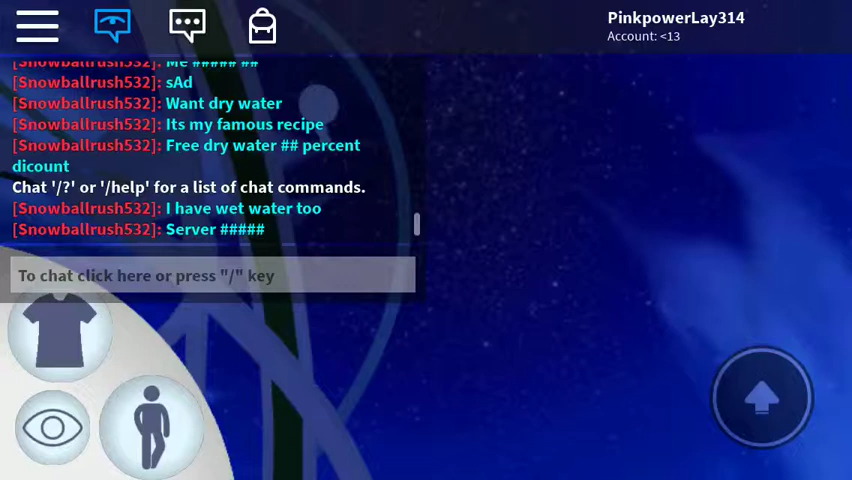 PinkpowerLay314
Account: <13
[Snowballrush532]: Me ##### ##
[Snowballrush532]: sAd
[Snowballrush532]: Want dry water
[Snowballrush532]: Its my famous recipe
[Snowballrush532]: Free dry water ## percent
dicount
Chat '/?' or '/help' for a list of chat commands.
[Snowballrush532]: I have wet water too
[Snowballrush532]: Server #####
To chat click here or press "/" key